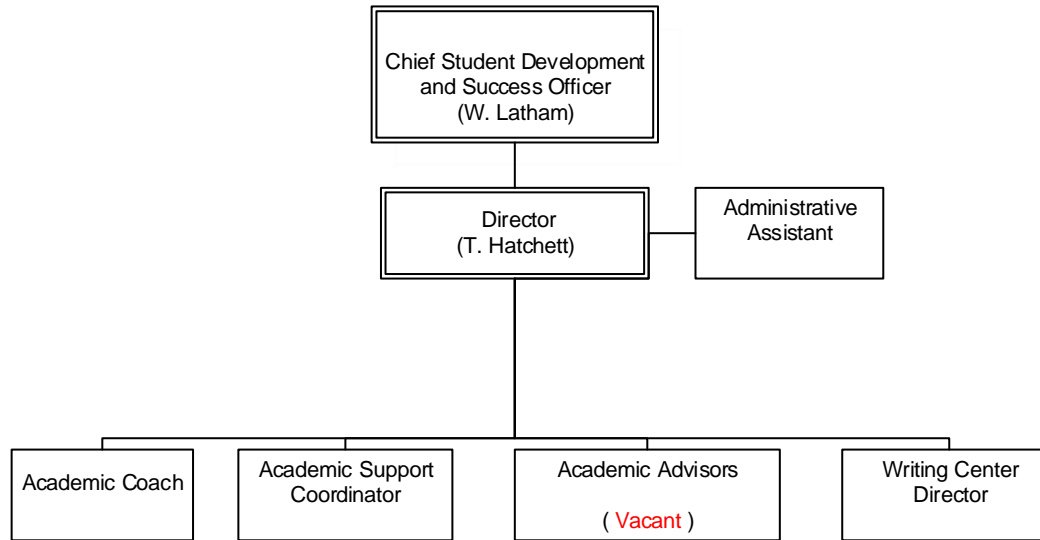 Chief Student Development
and Success Officer
(W. Latham)
Director
(T. Hatchett)
Administrative
Assistant
Academic Coach
Academic Support
Coordinator
Academic Advisors
( Vacant )
Writing Center
Director